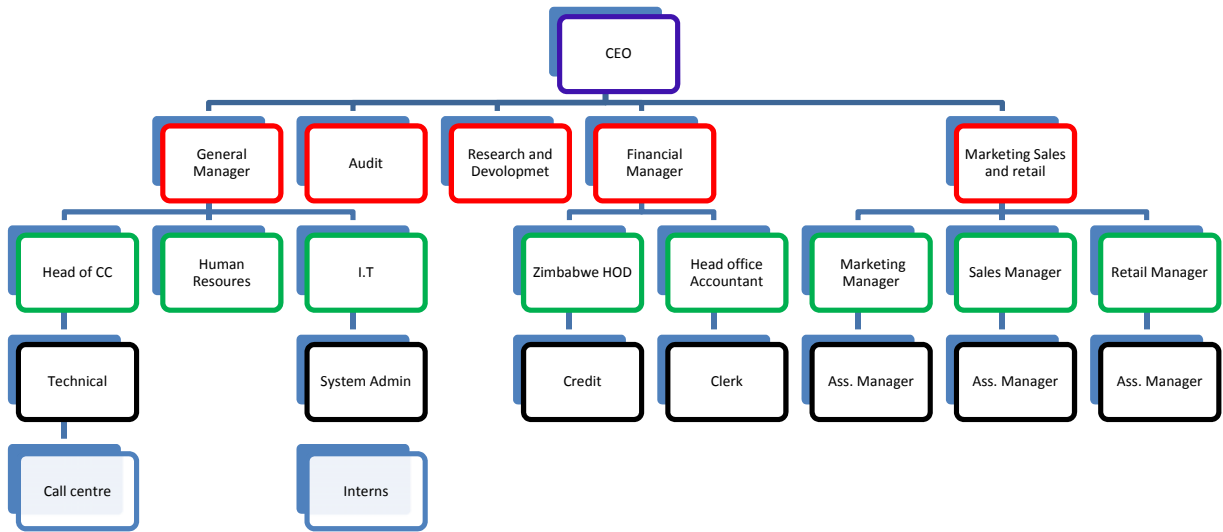 CEO
General
Manager
Audit
Research and
Devolopmet
Financial
Manager
Marketing Sales
and retail
Head of CC
Human
Resoures
I.T
Zimbabwe HOD
Head office
Accountant
Marketing
Manager
Sales Manager
Retail Manager
Technical
System Admin
Credit
Clerk
Ass. Manager
Ass. Manager
Ass. Manager
Call centre
Interns